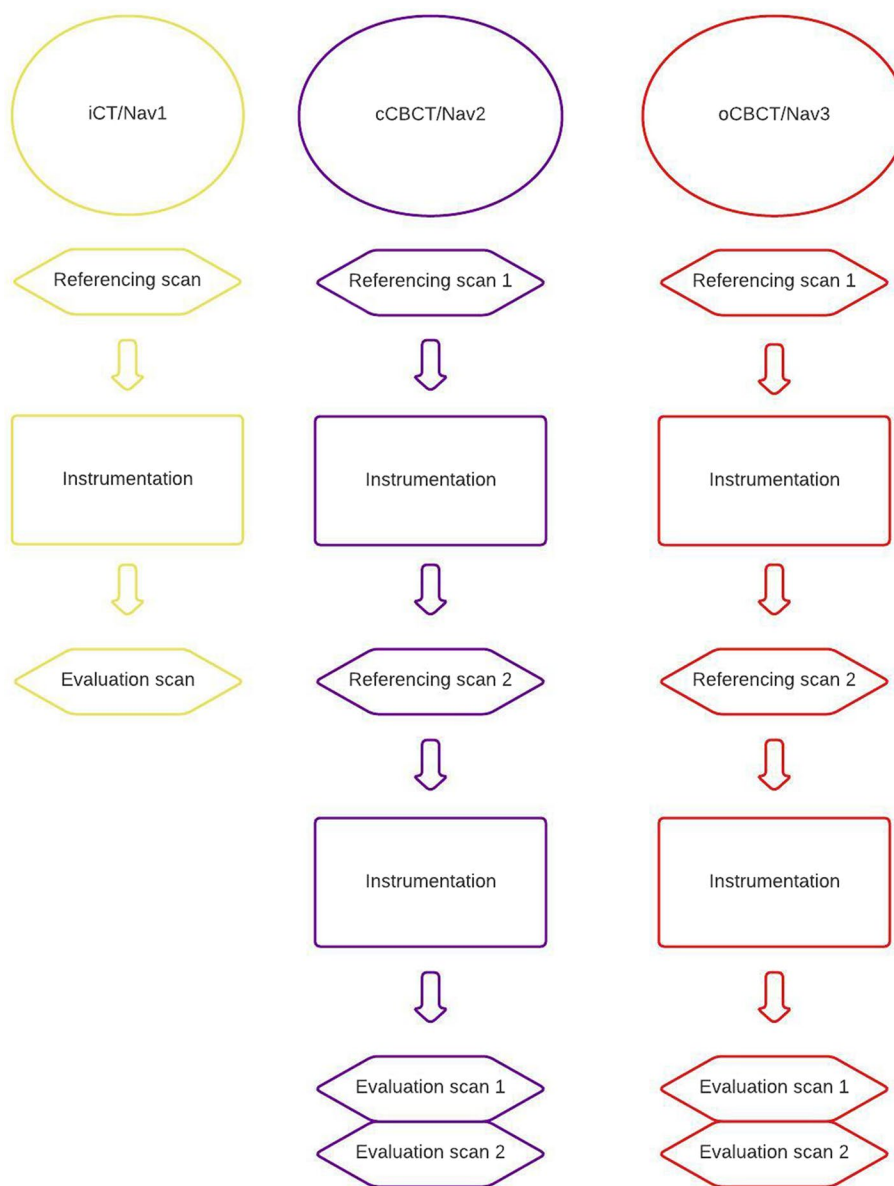 iCT/Nav1
cCBCT/Nav2
oCBCT/Nav3
Referencing scan
Referencing scan 1
Referencing scan 1
Instrumentation
Instrumentation
Instrumentation
Evaluation scan
Referencing scan 2
Referencing scan 2
Instrumentation
Instrumentation
Evaluation scan 1
Evaluation scan 1
Evaluation scan 2
Evaluation scan 2